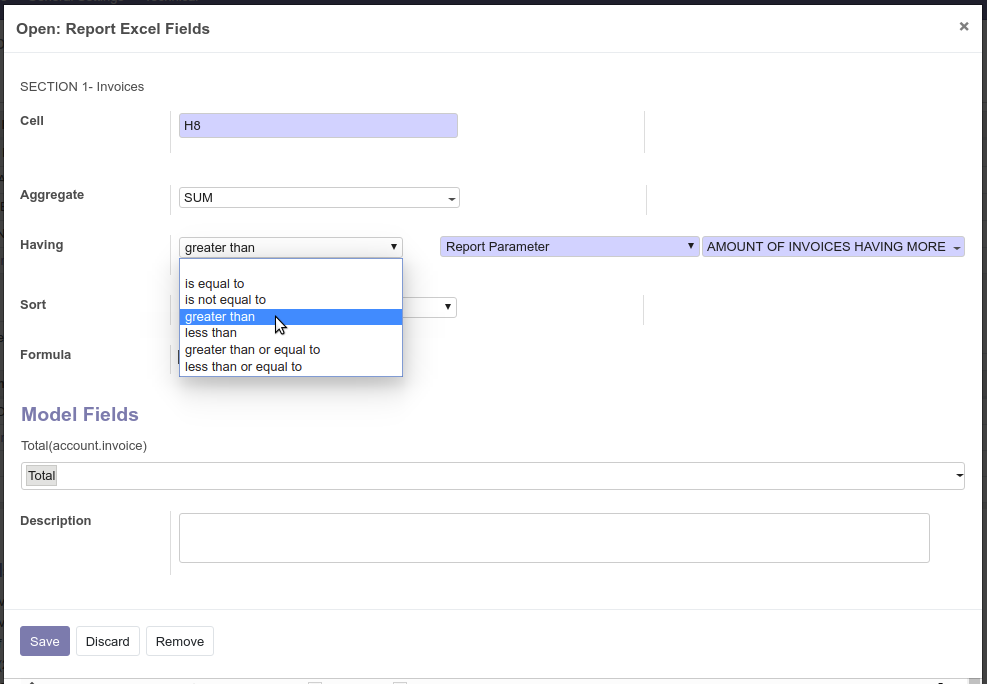 Open: Report Excel Fields ×
SECTION 1- Invoices
Cell H8
Aggregate SUM
Having greater than Report Parameter AMOUNT OF INVOICES HAVING MORE
is equal to
is not equal to
greater than
less than
greater than or equal to
less than or equal to
Sort
Formula
Model Fields
Total(account.invoice)
Total
Description
Save Discard Remove